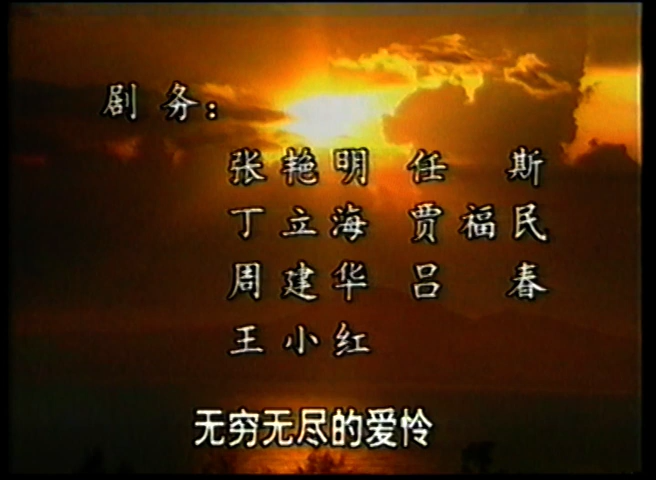 剧务：
张艳明 任斯
丁立海 贾福民
周建华 吕春
王小红
无穷无尽的爱怜